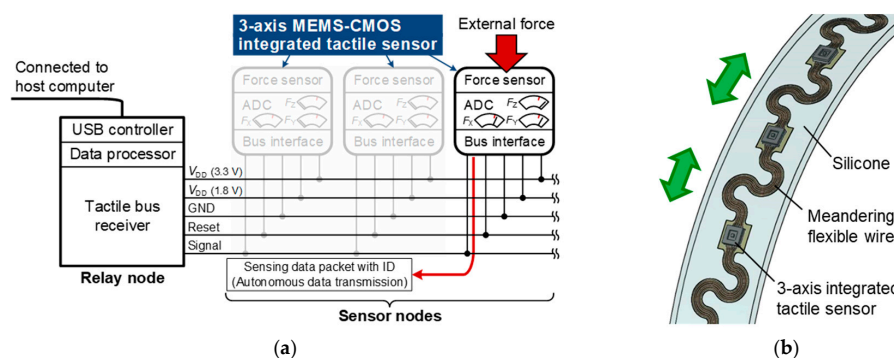 3-axis MEMS-CMOS
integrated tactile sensor
External force
Connected to
host computer
USB controller
Data processor
Tactile bus
receiver
Relay node
Force sensor
ADC
FZ
FX
FY
Bus interface
Force sensor
ADC
FZ
FX
FY
Bus interface
Force sensor
ADC
FZ
FX
FY
Bus interface
VDD (3.3 V)
VDD (1.8 V)
GND
Reset
Signal
Sensing data packet with ID
(Autonomous data transmission)
Sensor nodes
(a)
Silicone
Meandering
flexible wire
3-axis integrated
tactile sensor
(b)